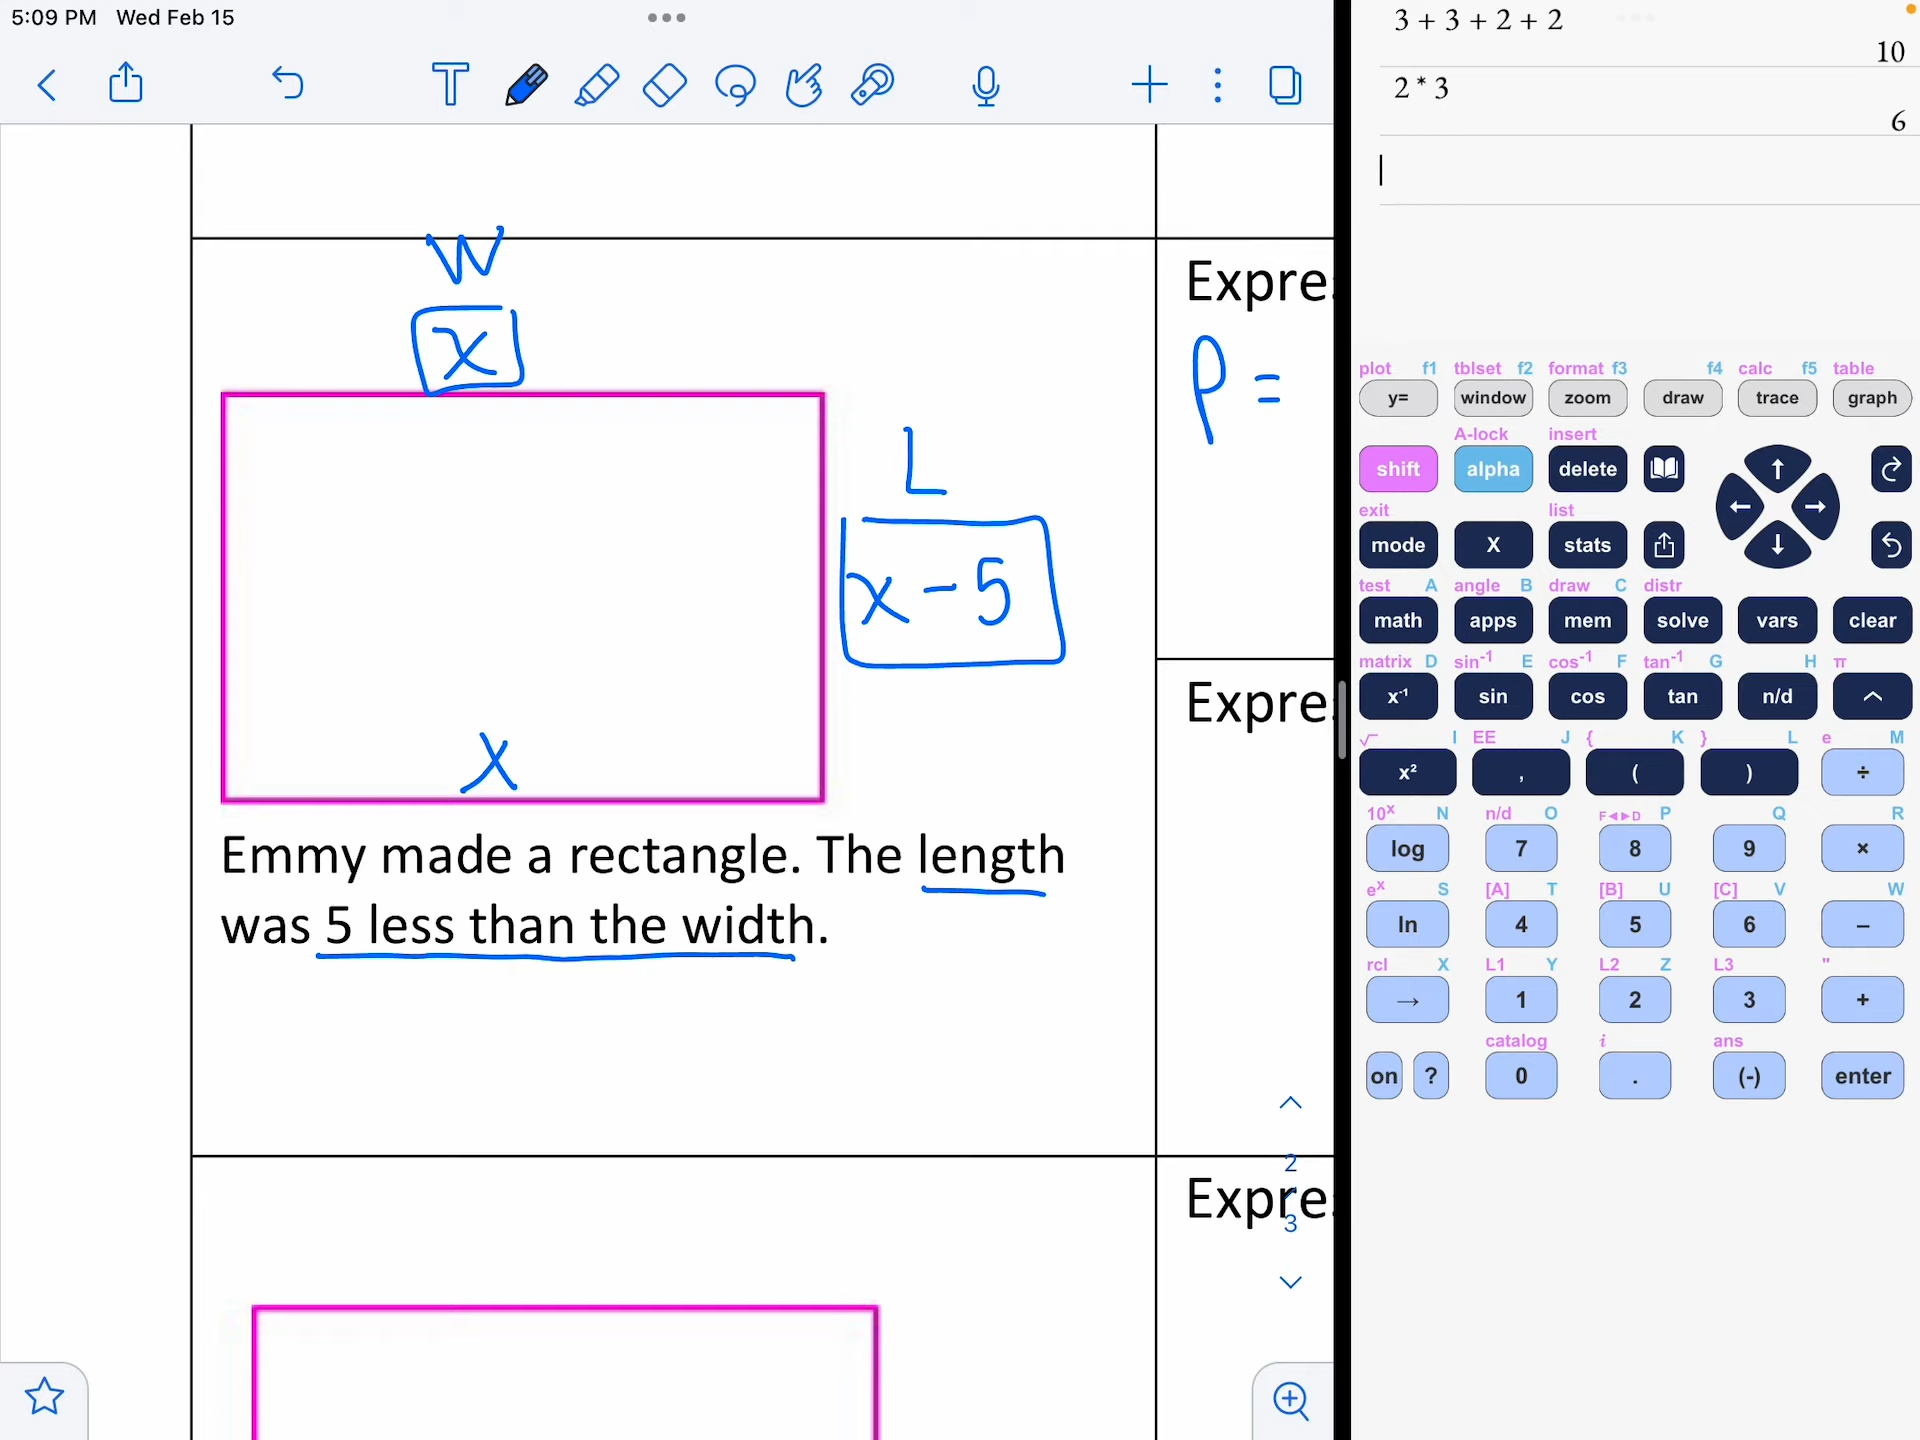 5:09 PM Wed Feb 15
T
W
x
L
x - 5
x
Emmy made a rectangle. The length
was 5 less than the width.
Expre
P =
Expre
Expre
2
3
3 + 3 + 2 + 2
10
2 * 3
6
plot f1 tblset f2 format f3 f4 calc f5 table
y= window zoom draw trace graph
A-lock insert
shift alpha delete
exit list
mode X stats
test A angle B draw C distr
math apps mem solve vars clear
matrix D sin⁻¹ E cos⁻¹ F tan⁻¹ G H π
x⁻¹ sin cos tan n/d ^
√ I EE J { K } L e M
x² , ( ) ÷
10ˣ N n/d O F◄►D P Q R
log 7 8 9 ×
eˣ S [A] T [B] U [C] V W
ln 4 5 6 –
rcl X L1 Y L2 Z L3 "
→ 1 2 3 +
catalog i ans
on ? 0 . (-) enter